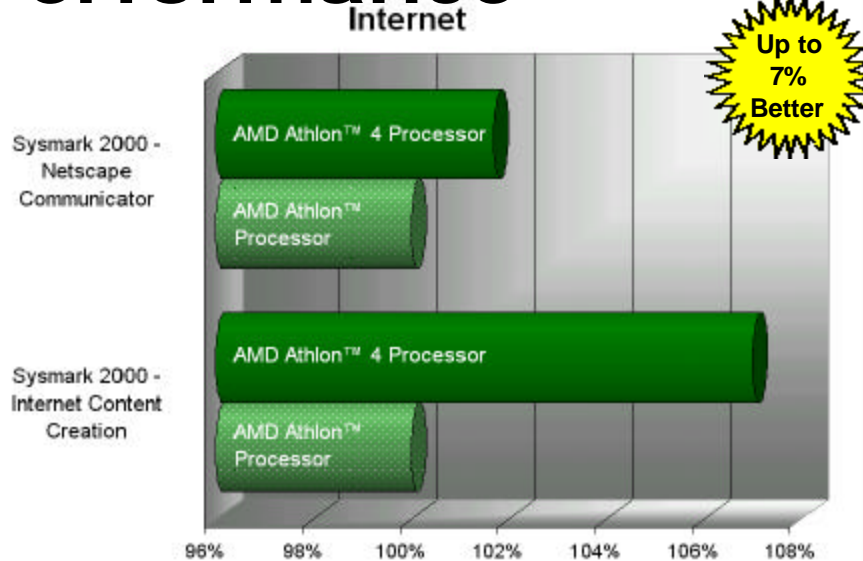 Internet
Up to
7%
Better
Sysmark 2000 -
Netscape
Communicator
AMD Athlon™ 4 Processor
AMD Athlon™
Processor
Sysmark 2000 -
Internet Content
Creation
AMD Athlon™ 4 Processor
AMD Athlon™
Processor
96% 98% 100% 102% 104% 106% 108%